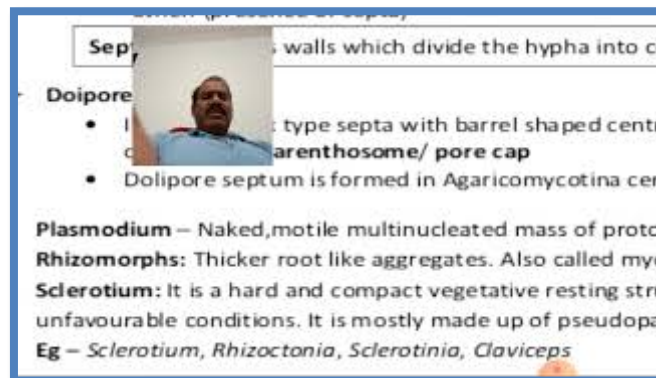 Sep s walls which divide the hypha into c
Doipore
• type septa with barrel shaped centr
arenthosome/ pore cap
• Dolipore septum is formed in Agaricomycotina cer
Plasmodium – Naked,motile multinucleated mass of proto
Rhizomorphs: Thicker root like aggregates. Also called myc
Sclerotium: It is a hard and compact vegetative resting stru
unfavourable conditions. It is mostly made up of pseudopa
Eg – Sclerotium, Rhizoctonia, Sclerotinia, Claviceps